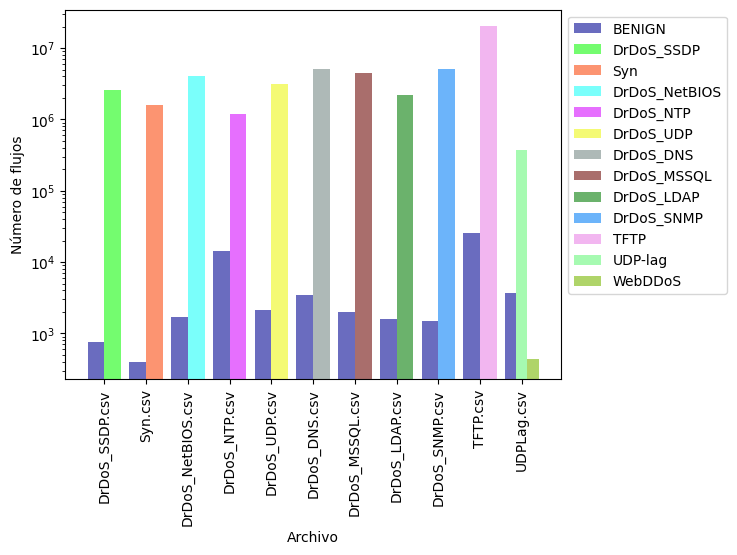 Número de flujos
10^7
10^6
10^5
10^4
10^3
DrDoS_SSDP.csv
Syn.csv
DrDoS_NetBIOS.csv
DrDoS_NTP.csv
DrDoS_UDP.csv
DrDoS_DNS.csv
DrDoS_MSSQL.csv
DrDoS_LDAP.csv
DrDoS_SNMP.csv
TFTP.csv
UDPLag.csv
Archivo
BENIGN
DrDoS_SSDP
Syn
DrDoS_NetBIOS
DrDoS_NTP
DrDoS_UDP
DrDoS_DNS
DrDoS_MSSQL
DrDoS_LDAP
DrDoS_SNMP
TFTP
UDP-lag
WebDDoS